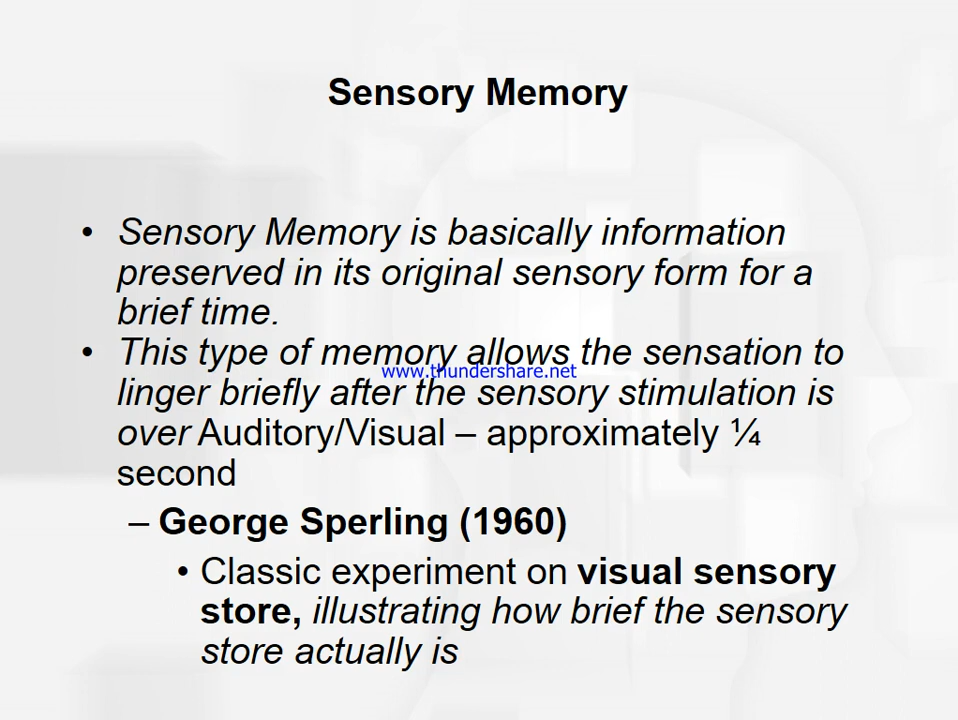 Sensory Memory
• Sensory Memory is basically information
preserved in its original sensory form for a
brief time.
• This type of memory allows the sensation to
www.thundershare.net
linger briefly after the sensory stimulation is
over Auditory/Visual – approximately ¼
second
– George Sperling (1960)
• Classic experiment on visual sensory
store, illustrating how brief the sensory
store actually is